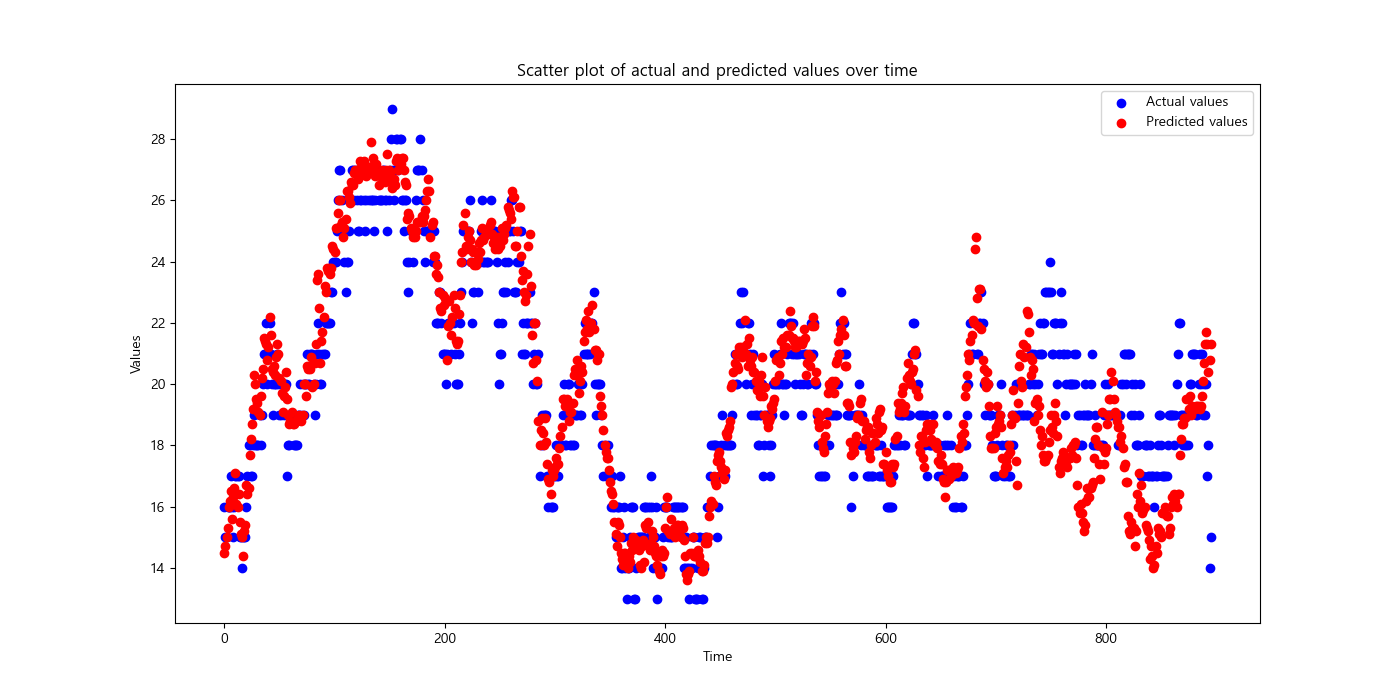 Scatter plot of actual and predicted values over time
Actual values
Predicted values
Values
28
26
24
22
20
18
16
14
0
200
400
600
800
Time